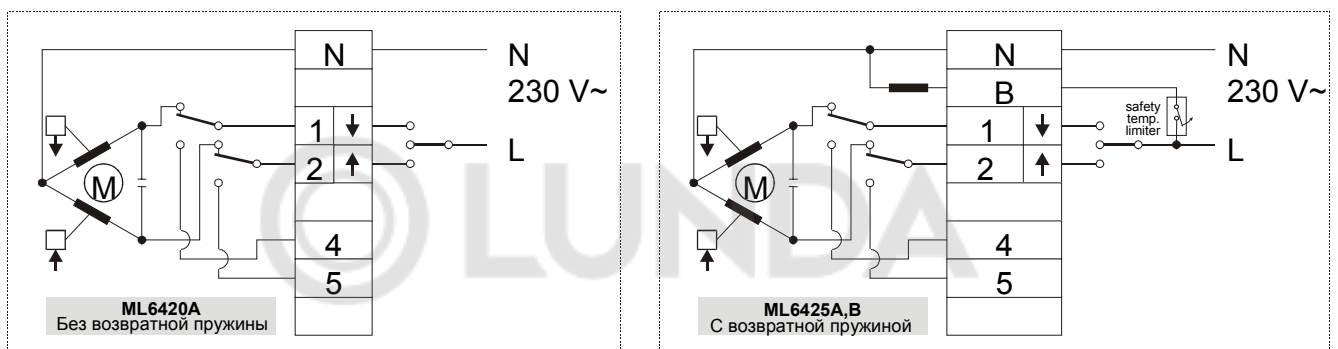 N
N
230 V~
1
2
L
M
4
5
ML6420A
Без возвратной пружины
N
N
B
230 V~
safety
temp.
limiter
1
2
L
M
4
5
ML6425A,B
С возвратной пружиной
LUNDA